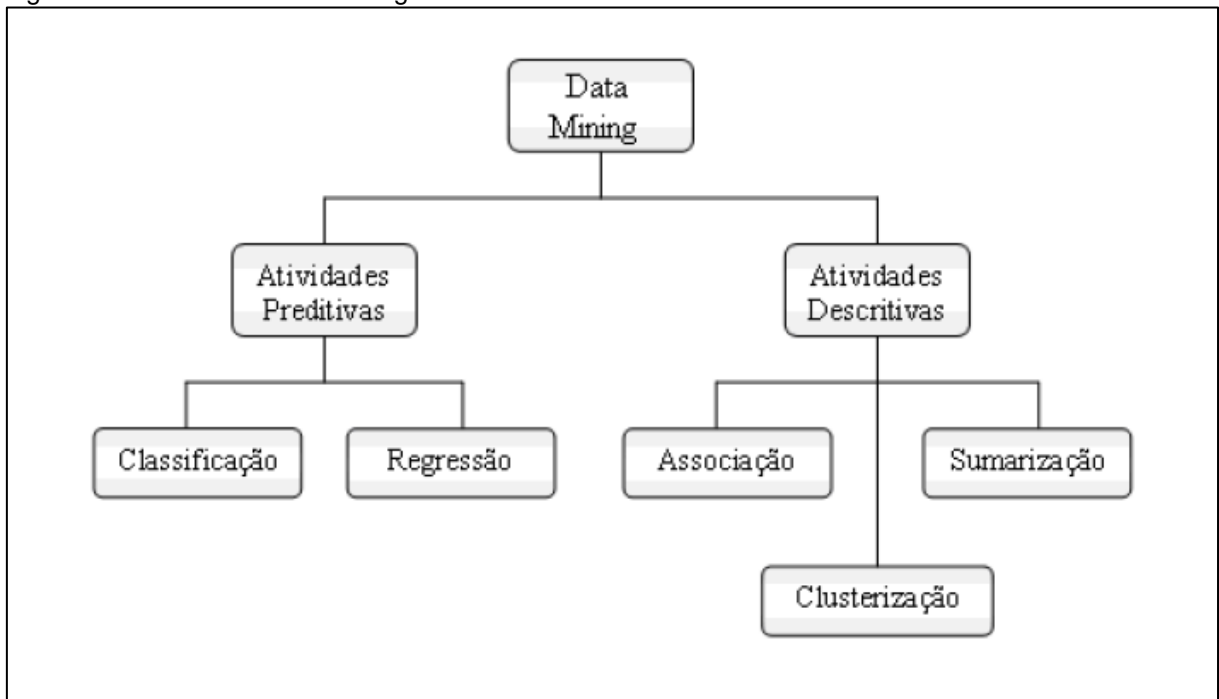 Data
Mining
Atividades
Preditivas
Atividades
Descritivas
Classificação
Regressão
Associação
Sumarização
Clusterização